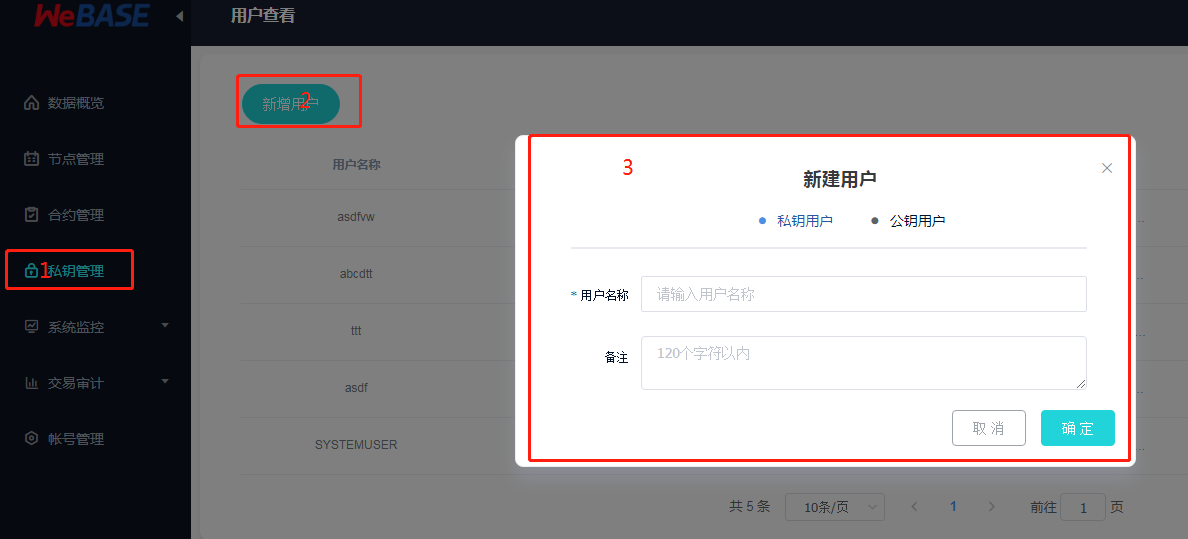 WeBASE
用户查看
数据概览
节点管理
合约管理
1
私钥管理
系统监控
交易审计
帐号管理
新增用户
2
用户名称
asdfvw
abcdtt
ttt
asdf
SYSTEMUSER
3
新建用户
私钥用户 公钥用户
* 用户名称 请输入用户名称
备注 120个字符以内
取 消 确 定
共 5 条 10条/页 1 前往 1 页